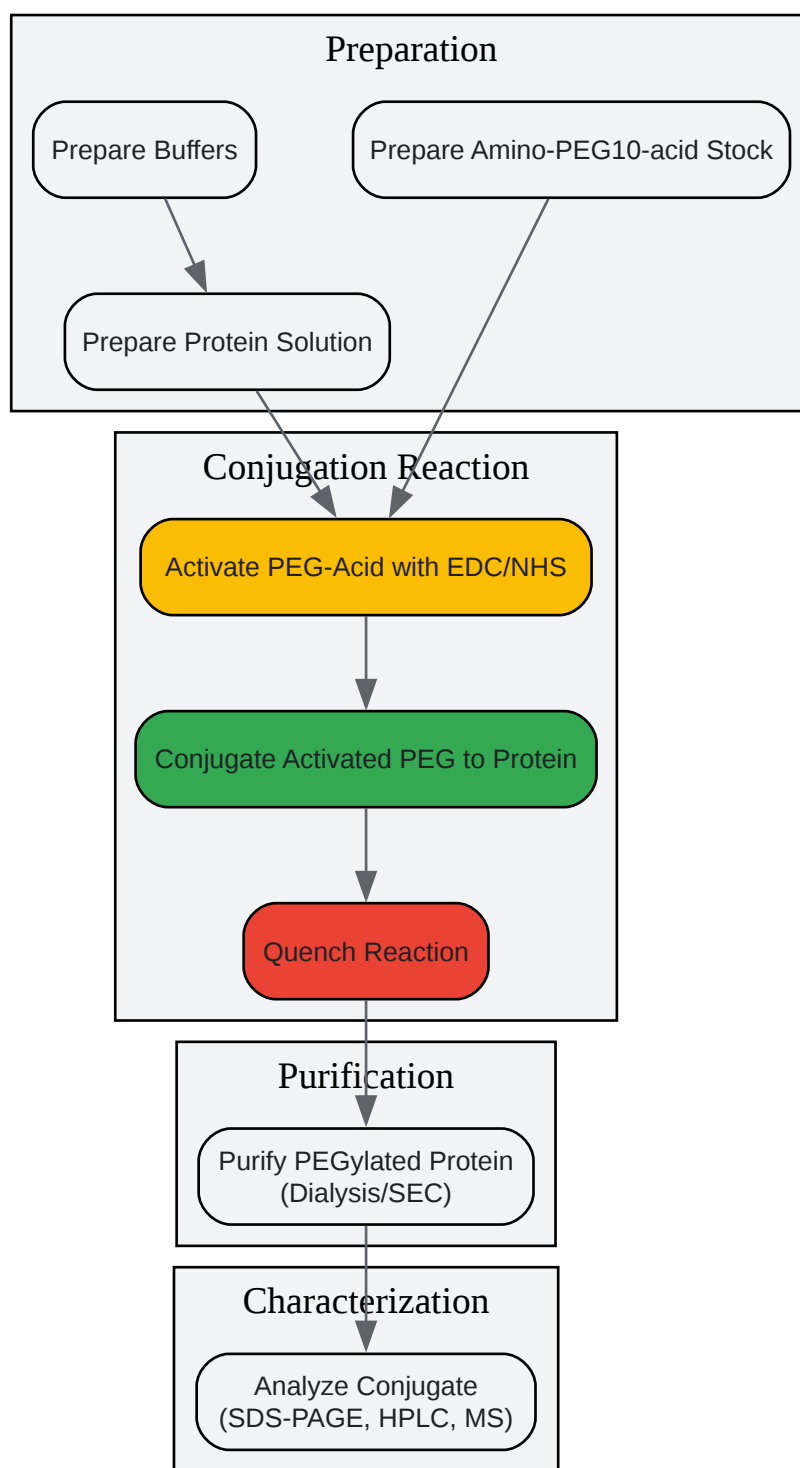 Preparation
Prepare Buffers
Prepare Amino-PEG10-acid Stock
Prepare Protein Solution
Conjugation Reaction
Activate PEG-Acid with EDC/NHS
Conjugate Activated PEG to Protein
Quench Reaction
Purification
Purify PEGylated Protein
(Dialysis/SEC)
Characterization
Analyze Conjugate
(SDS-PAGE, HPLC, MS)